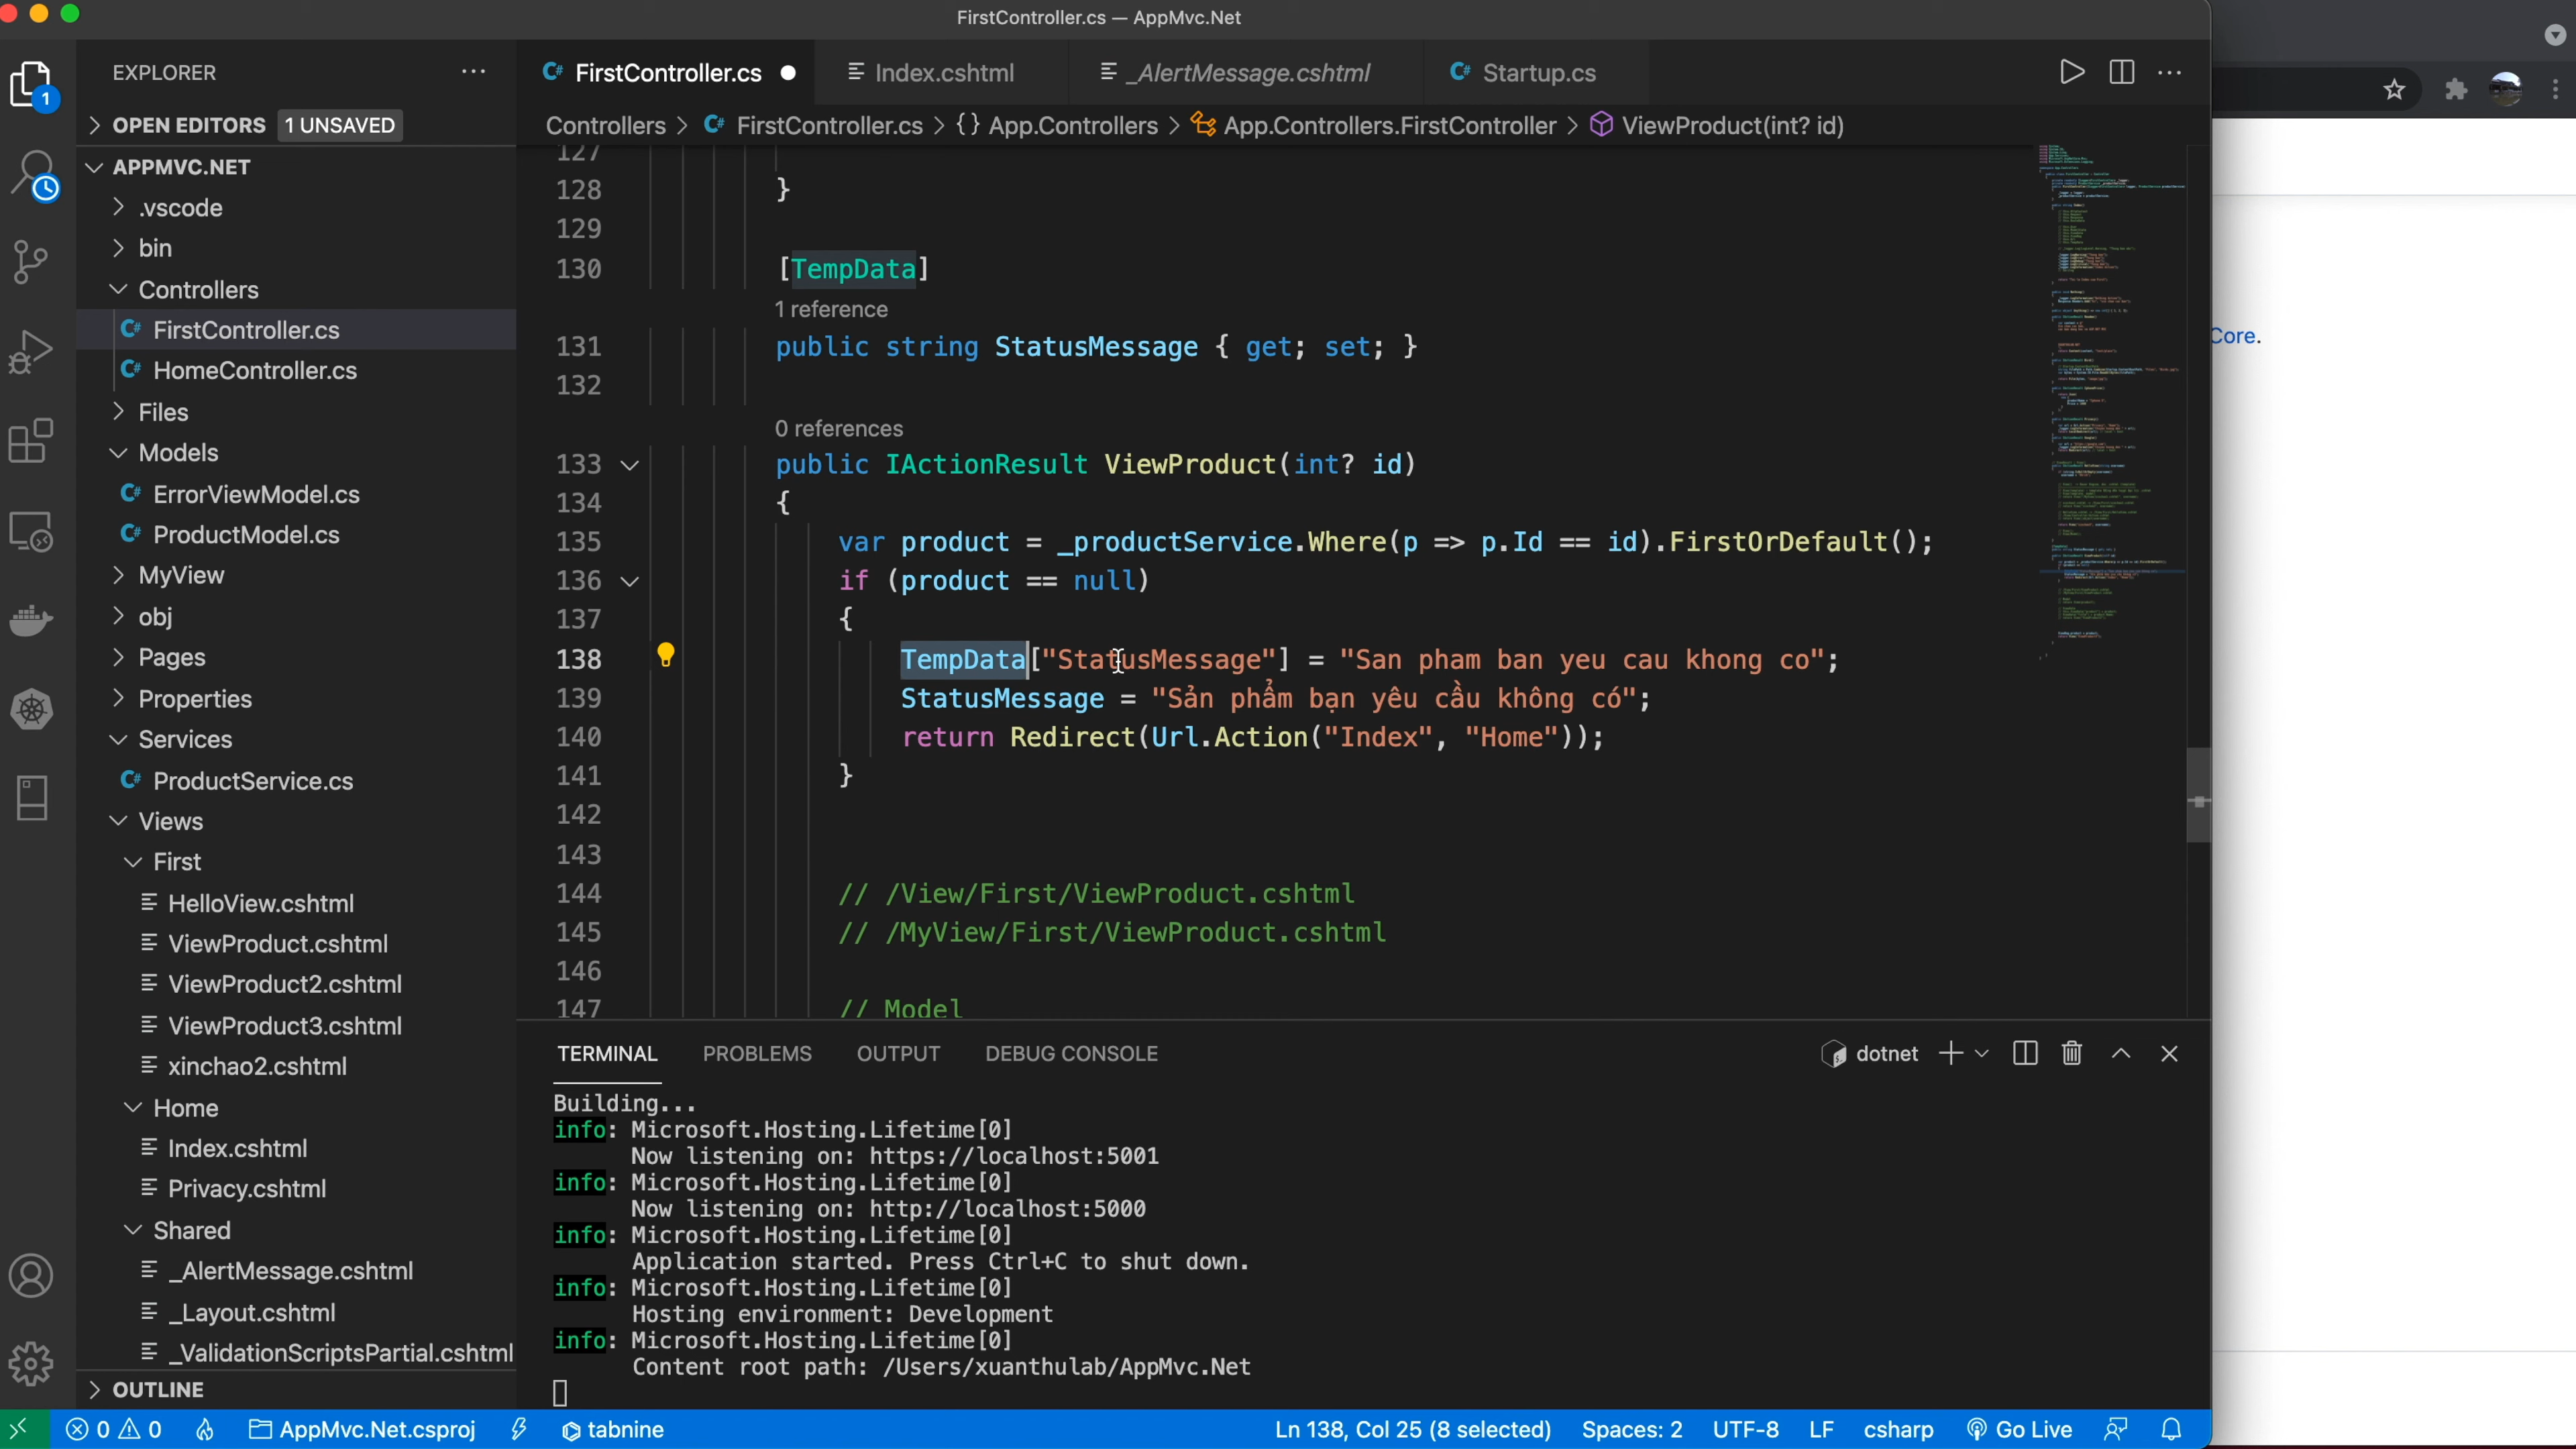 FirstController.cs — AppMvc.Net
EXPLORER
FirstController.cs
Index.cshtml
_AlertMessage.cshtml
Startup.cs
OPEN EDITORS 1 UNSAVED
Controllers > FirstController.cs > {} App.Controllers > App.Controllers.FirstController > ViewProduct(int? id)
APPMVC.NET
.vscode
bin
Controllers
FirstController.cs
HomeController.cs
Files
Models
ErrorViewModel.cs
ProductModel.cs
MyView
obj
Pages
Properties
Services
ProductService.cs
Views
First
HelloView.cshtml
ViewProduct.cshtml
ViewProduct2.cshtml
ViewProduct3.cshtml
xinchao2.cshtml
Home
Index.cshtml
Privacy.cshtml
Shared
_AlertMessage.cshtml
_Layout.cshtml
_ValidationScriptsPartial.cshtml
OUTLINE
127
128 }
129
130 [TempData]
1 reference
131 public string StatusMessage { get; set; }
132
0 references
133 public IActionResult ViewProduct(int? id)
134 {
135 var product = _productService.Where(p => p.Id == id).FirstOrDefault();
136 if (product == null)
137 {
138 TempData["StatusMessage"] = "San pham ban yeu cau khong co";
139 StatusMessage = "Sản phẩm bạn yêu cầu không có";
140 return Redirect(Url.Action("Index", "Home"));
141 }
142
143
144 // /View/First/ViewProduct.cshtml
145 // /MyView/First/ViewProduct.cshtml
146
147 // Model
Core.
TERMINAL PROBLEMS OUTPUT DEBUG CONSOLE
dotnet
Building...
info: Microsoft.Hosting.Lifetime[0]
Now listening on: https://localhost:5001
info: Microsoft.Hosting.Lifetime[0]
Now listening on: http://localhost:5000
info: Microsoft.Hosting.Lifetime[0]
Application started. Press Ctrl+C to shut down.
info: Microsoft.Hosting.Lifetime[0]
Hosting environment: Development
info: Microsoft.Hosting.Lifetime[0]
Content root path: /Users/xuanthulab/AppMvc.Net
0 0 AppMvc.Net.csproj tabnine Ln 138, Col 25 (8 selected) Spaces: 2 UTF-8 LF csharp Go Live